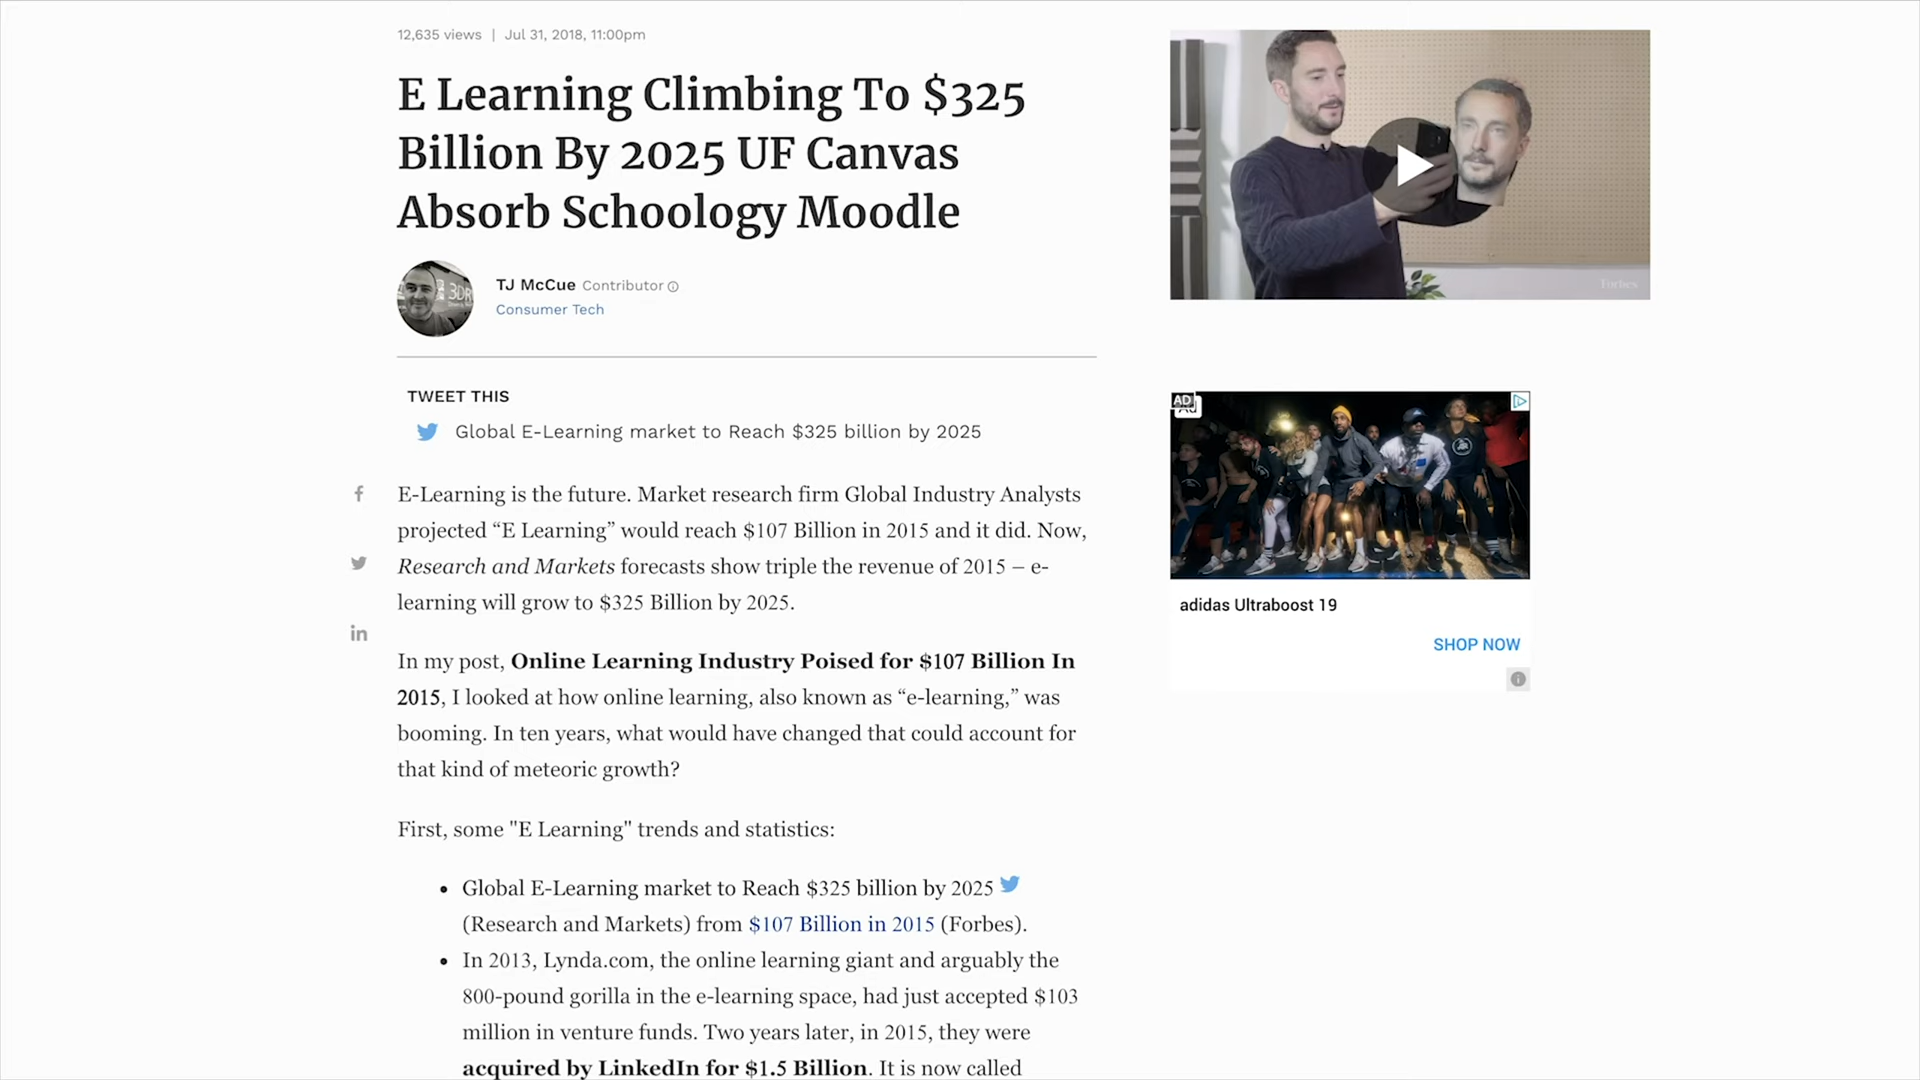 12,635 views | Jul 31, 2018, 11:00pm
E Learning Climbing To $325
Billion By 2025 UF Canvas
Absorb Schoology Moodle
TJ McCue Contributor
Consumer Tech
TWEET THIS
Global E-Learning market to Reach $325 billion by 2025
E-Learning is the future. Market research firm Global Industry Analysts
projected “E Learning” would reach $107 Billion in 2015 and it did. Now,
Research and Markets forecasts show triple the revenue of 2015 – e-
learning will grow to $325 Billion by 2025.
In my post, Online Learning Industry Poised for $107 Billion In
2015, I looked at how online learning, also known as “e-learning,” was
booming. In ten years, what would have changed that could account for
that kind of meteoric growth?
First, some "E Learning" trends and statistics:
• Global E-Learning market to Reach $325 billion by 2025
(Research and Markets) from $107 Billion in 2015 (Forbes).
• In 2013, Lynda.com, the online learning giant and arguably the
800-pound gorilla in the e-learning space, had just accepted $103
million in venture funds. Two years later, in 2015, they were
acquired by LinkedIn for $1.5 Billion. It is now called
Forbes
AD
adidas Ultraboost 19
SHOP NOW